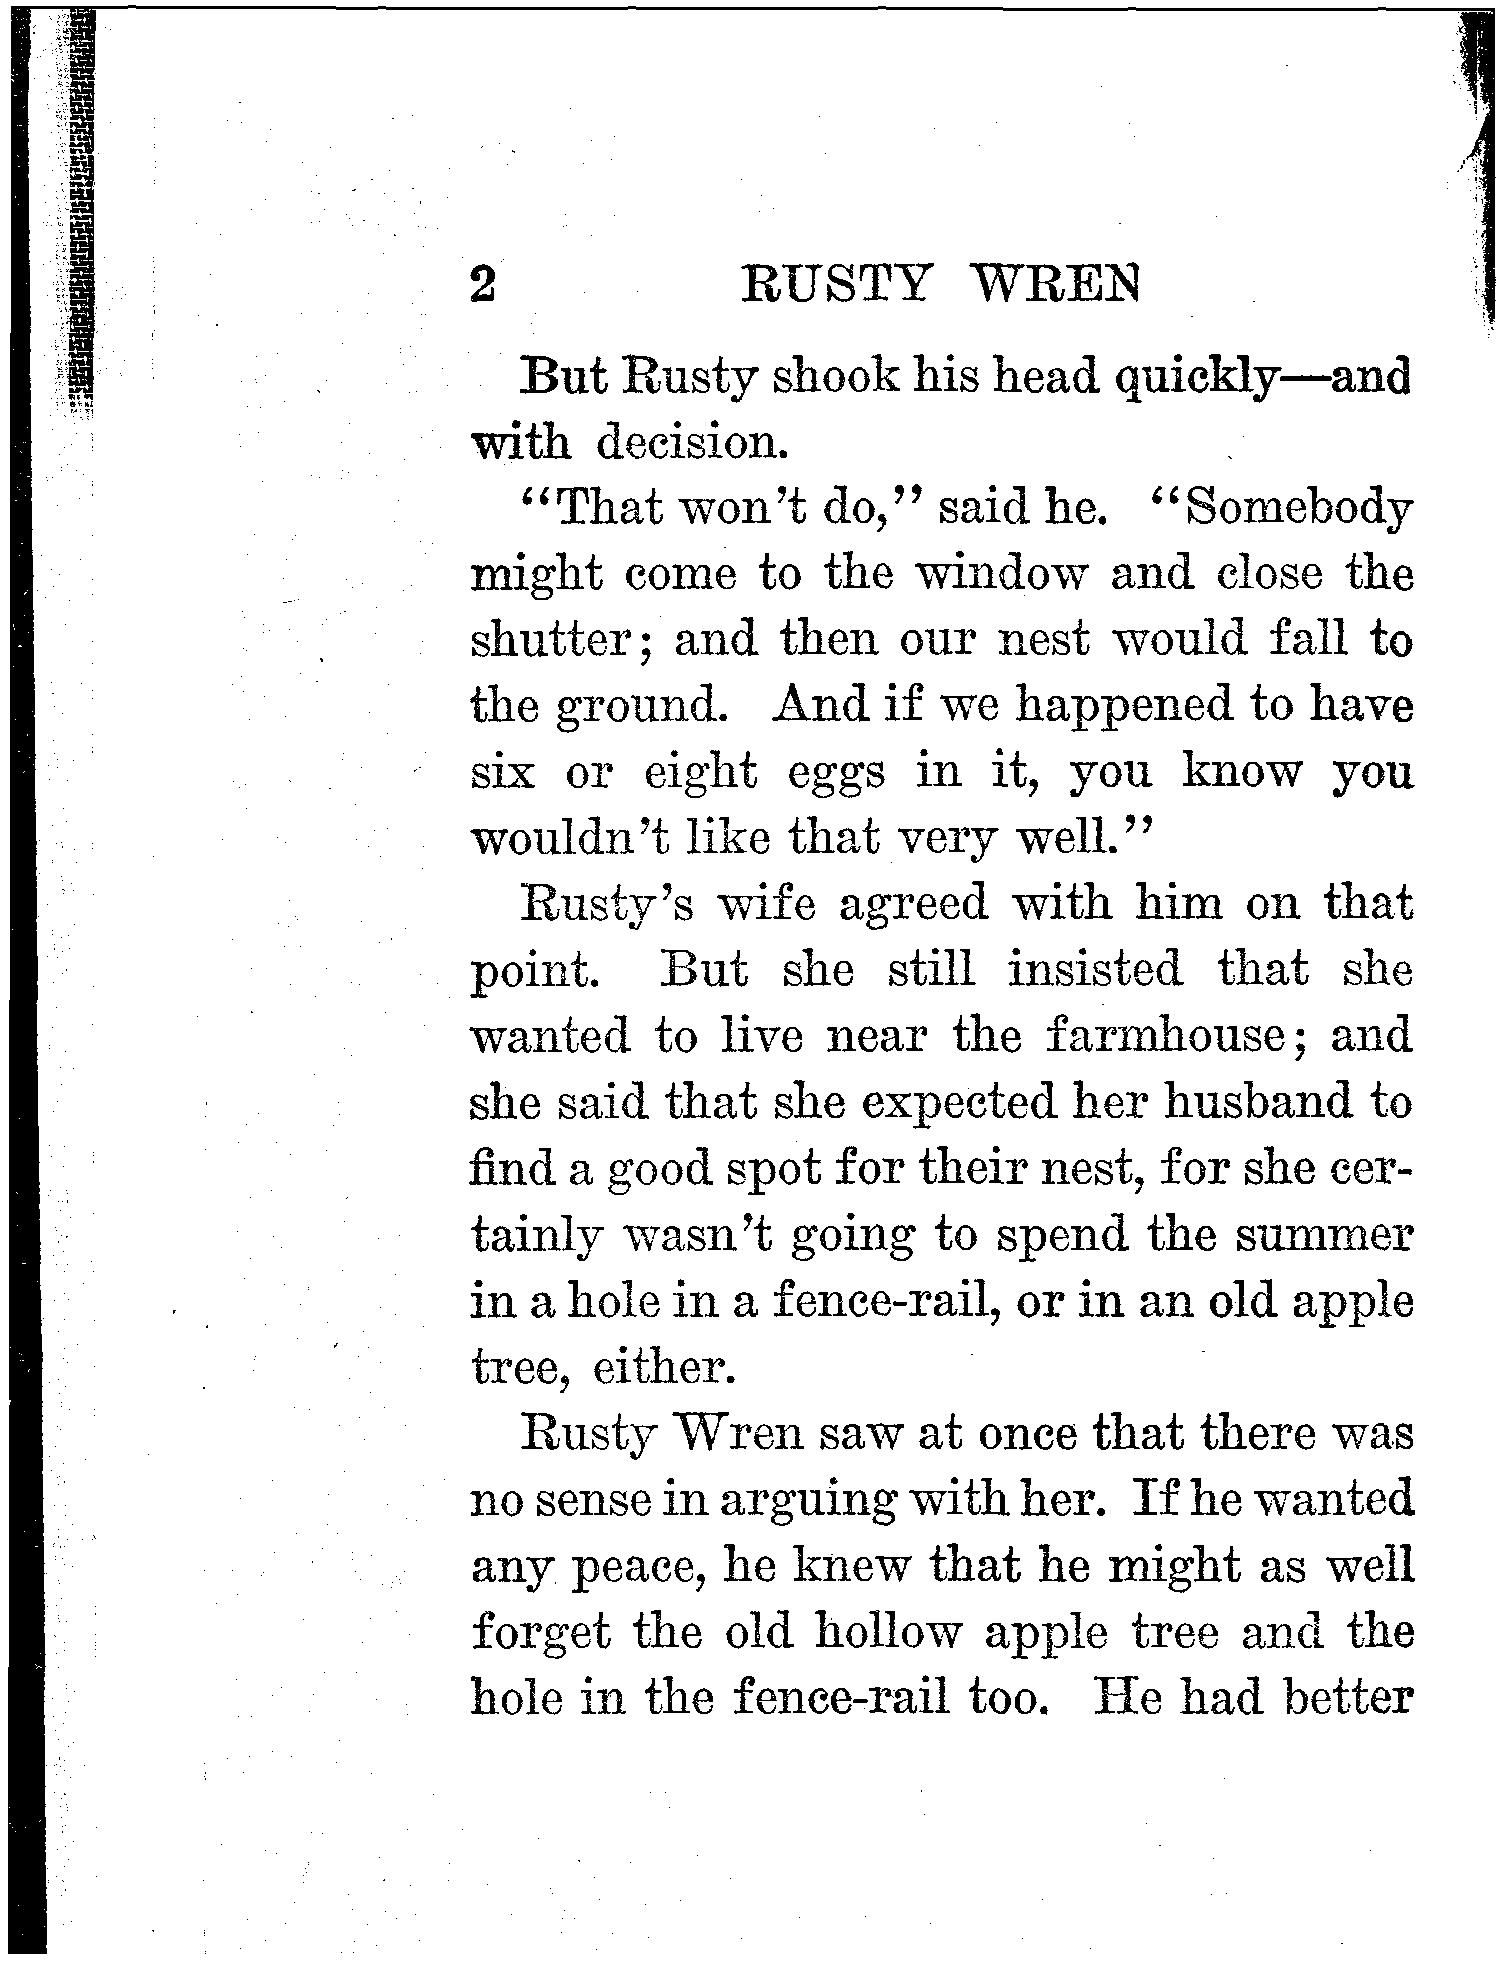 2 RUSTY WREN
But Rusty shook his head quickly—and
with decision.
"That won't do," said he. "Somebody
might come to the window and close the
shutter; and then our nest would fall to
the ground. And if we happened to have
six or eight eggs in it, you know you
wouldn't like that very well."
Rusty's wife agreed with him on that
point. But she still insisted that she
wanted to live near the farmhouse; and
she said that she expected her husband to
find a good spot for their nest, for she cer-
tainly wasn't going to spend the summer
in a hole in a fence-rail, or in an old apple
tree, either.
Rusty Wren saw at once that there was
no sense in arguing with her. If he wanted
any peace, he knew that he might as well
forget the old hollow apple tree and the
hole in the fence-rail too. He had better